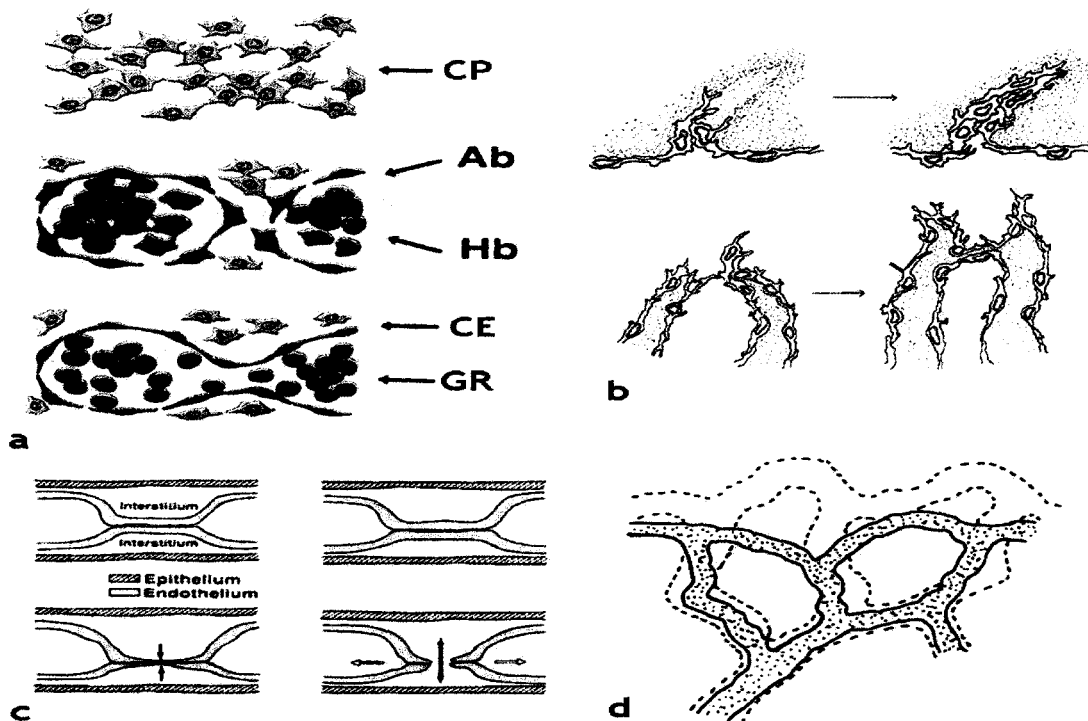 CP
Ab
Hb
CE
GR
a
b
Interstitium
Interstitium
Epithelium
Endothelium
c
d